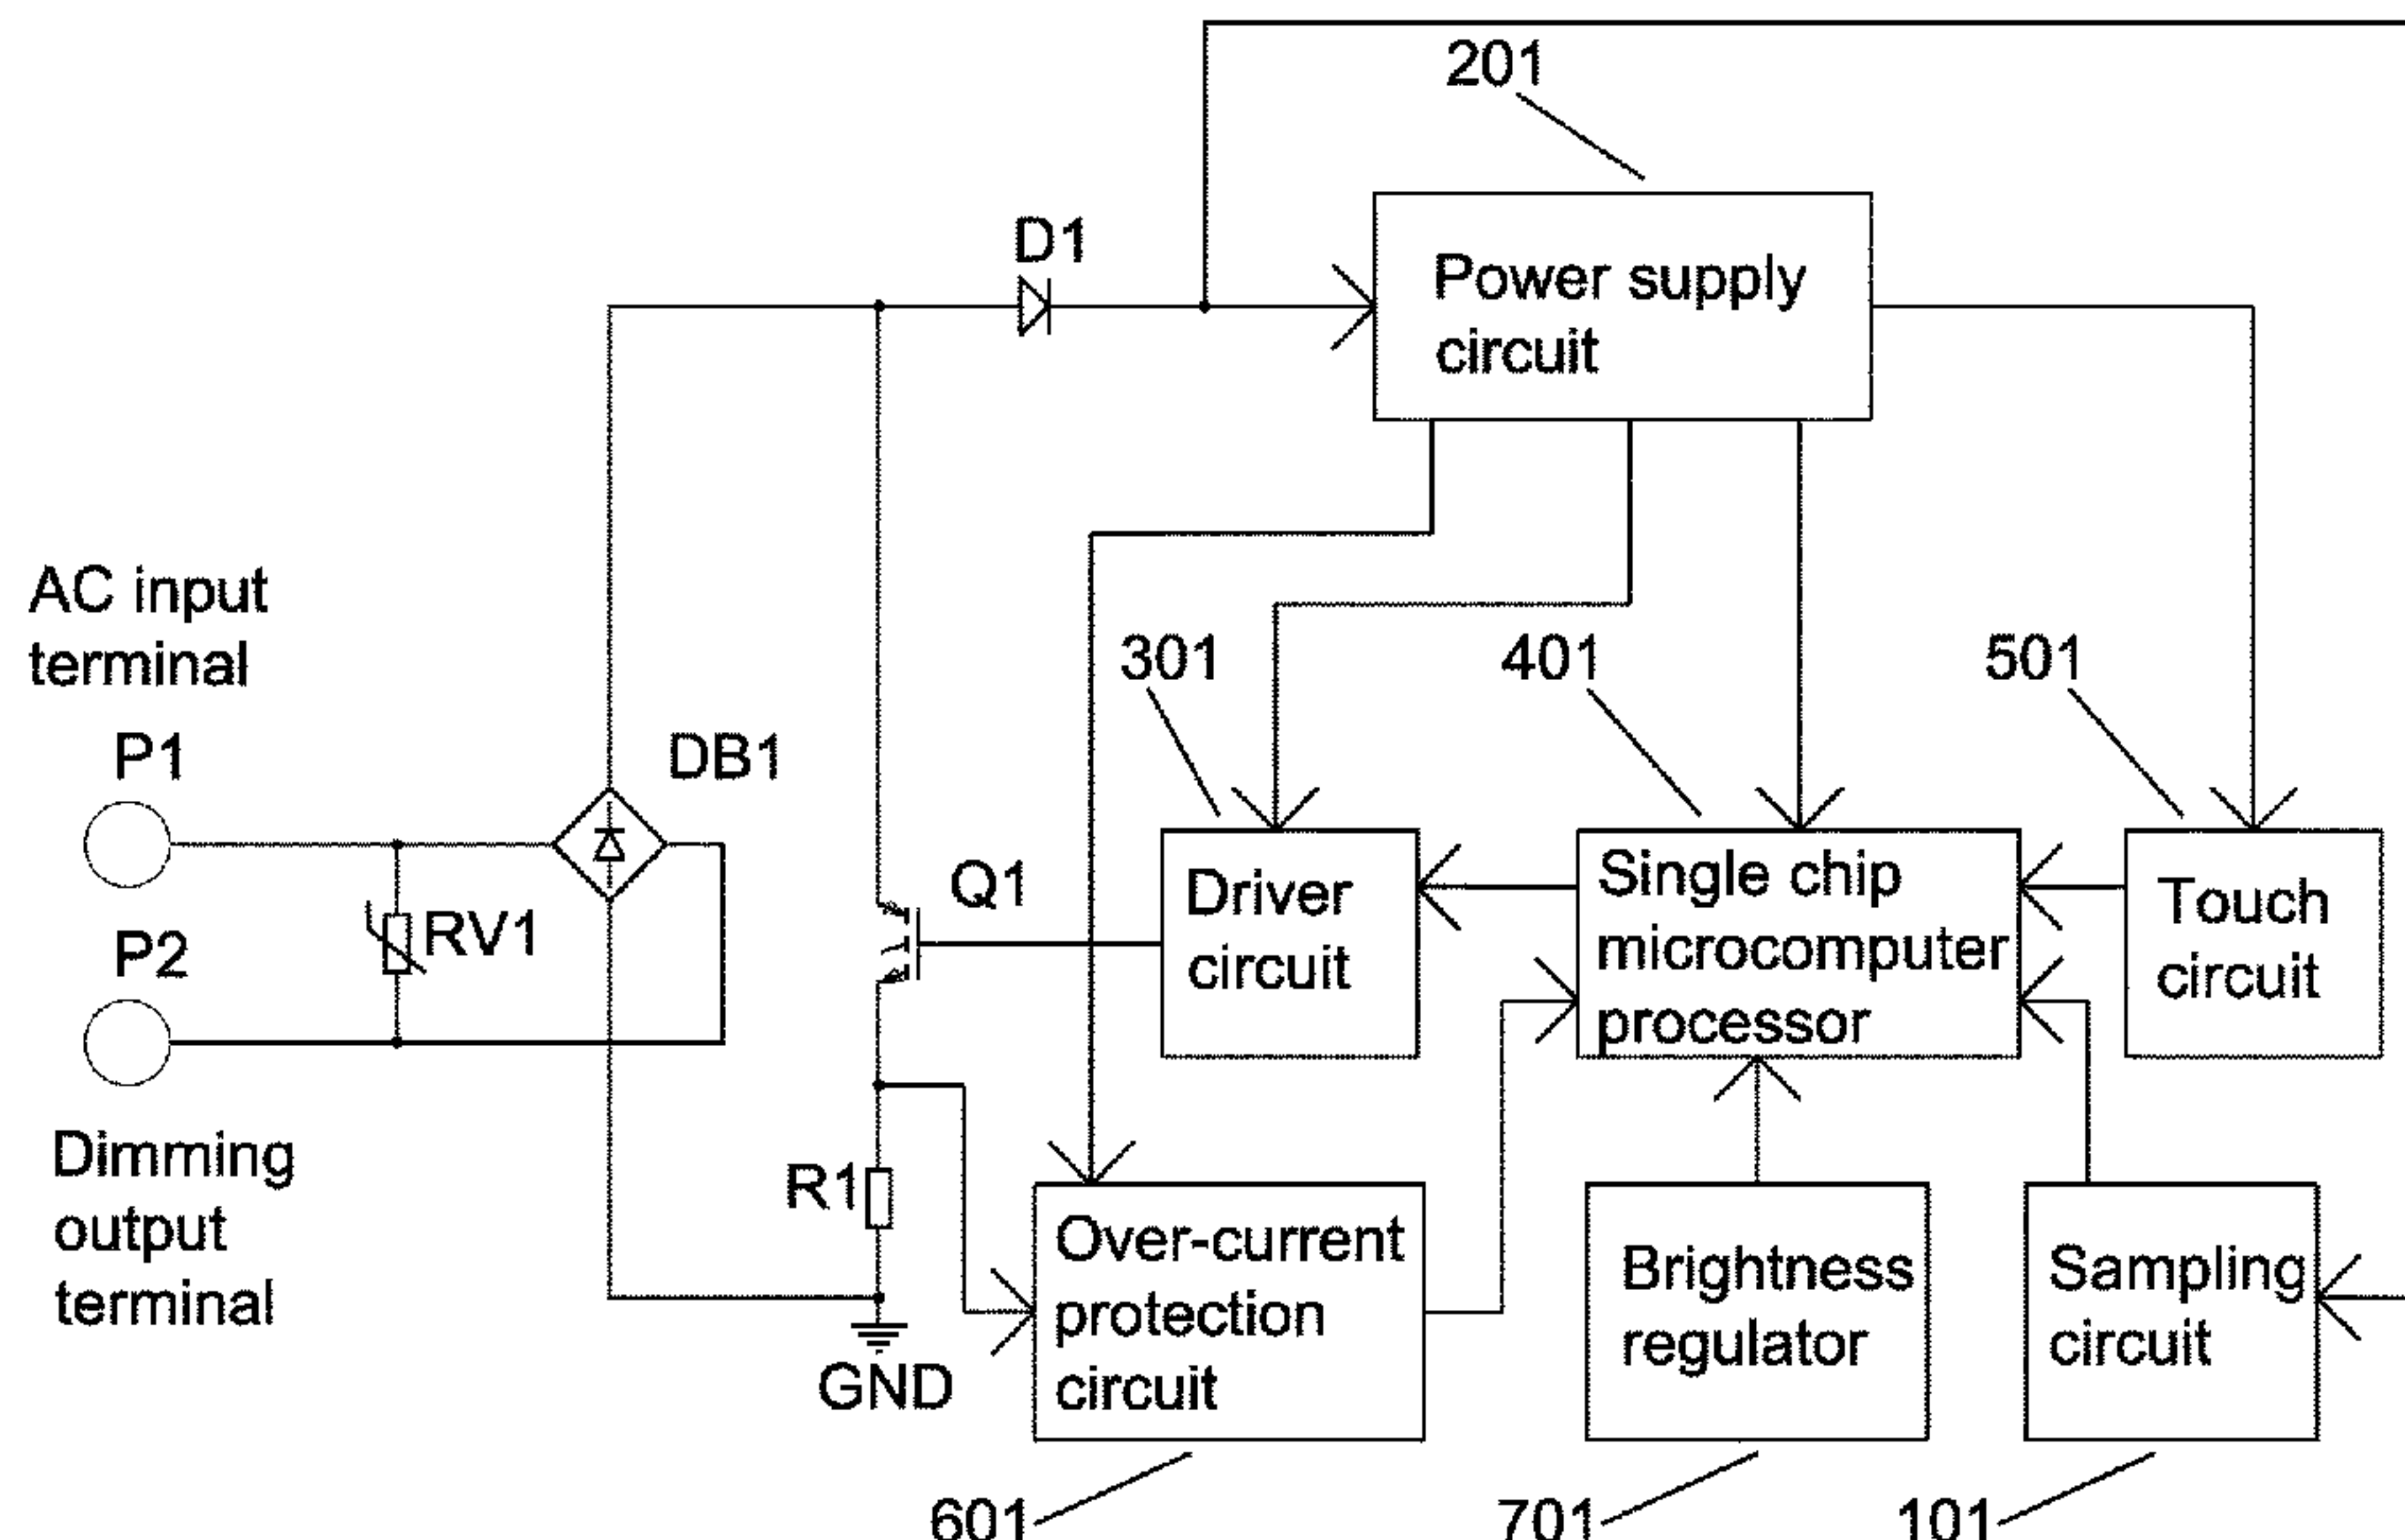 201
D1
Power supply
circuit
AC input
terminal
301
401
501
P1
DB1
Q1
Driver
circuit
Single chip
microcomputer
processor
Touch
circuit
P2
RV1
Dimming
output
terminal
R1
Over-current
protection
circuit
Brightness
regulator
Sampling
circuit
GND
601
701
101